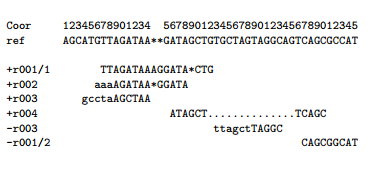 Coor     12345678901234  5678901234567890123456789012345
ref      AGCATGTTAGATAA**GATAGCTGTGCTAGTAGGCAGTCAGCGCCAT
+r001/1        TTAGATAAAGGATA*CTG
+r002         aaaAGATAA*GGATA
+r003       gcctaAGCTAA
+r004                     ATAGCT..............TCAGC
-r003                            ttagctTAGGC
-r001/2                                        CAGCGGCAT